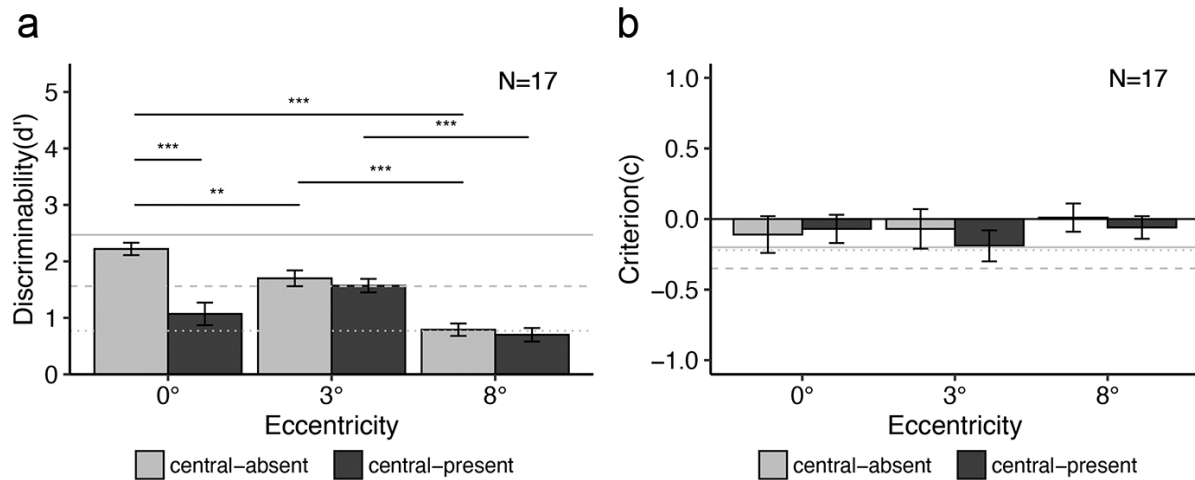 a
N=17
5
4
3
2
1
0
Discriminability(d')
***
***
***
***
**
0° 3° 8°
Eccentricity
central−absent central−present
b
N=17
1.0
0.5
0.0
−0.5
−1.0
Criterion(c)
0° 3° 8°
Eccentricity
central−absent central−present